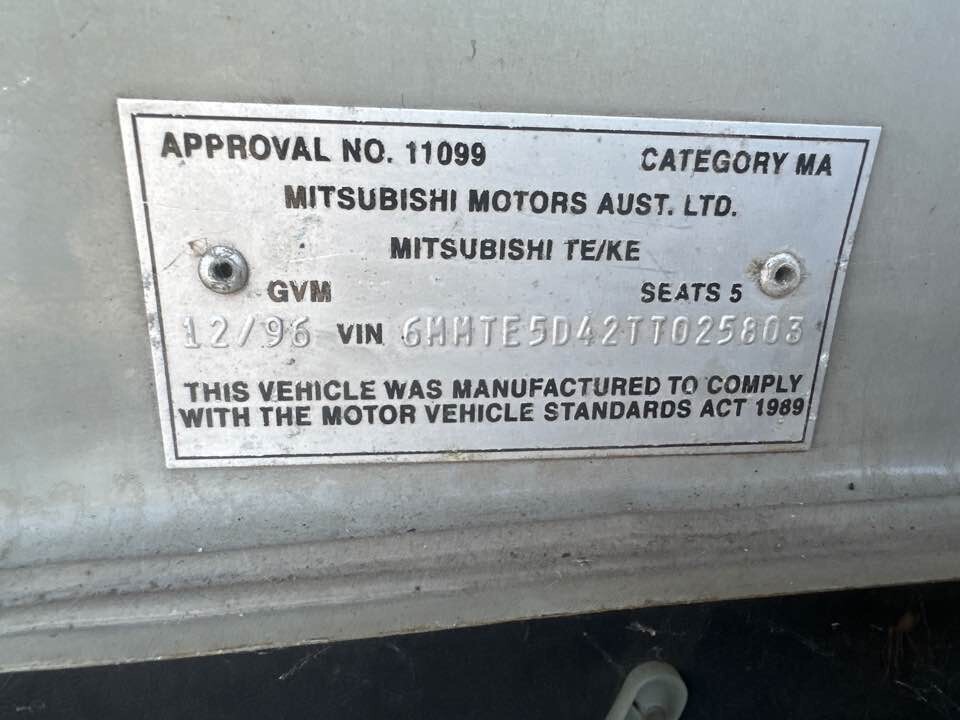 APPROVAL NO. 11099 CATEGORY MA
MITSUBISHI MOTORS AUST. LTD.
MITSUBISHI TE/KE
GVM SEATS 5
12/96 VIN 6MMTE5D42TT025803
THIS VEHICLE WAS MANUFACTURED TO COMPLY
WITH THE MOTOR VEHICLE STANDARDS ACT 1989